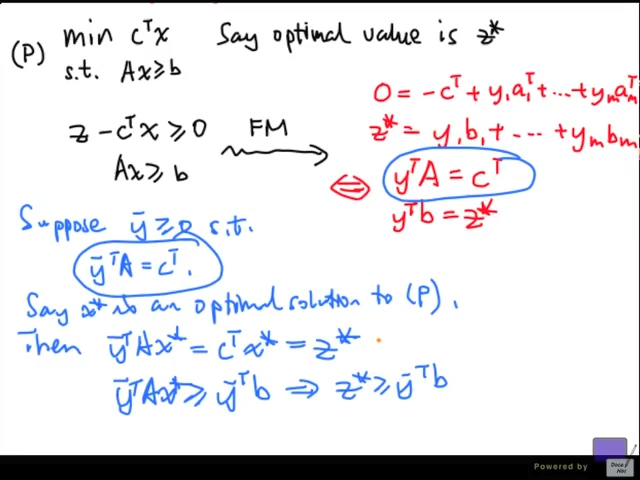 (P) min cᵀx Say optimal value is z*
s.t. Ax ≥ b
0 = -cᵀ + y₁a₁ᵀ + ... + yₘaₘᵀ
z - cᵀx ≥ 0 FM z* = y₁b₁ + ... + yₘbₘ
Ax ≥ b ⇔ yᵀA = cᵀ
yᵀb = z*
Suppose ȳ ≥ 0 s.t.
ȳᵀA = cᵀ.
Say x* is an optimal solution to (P).
Then ȳᵀAx* = cᵀx* = z*
ȳᵀAx* ≥ ȳᵀb ⇒ z* ≥ ȳᵀb
Powered by